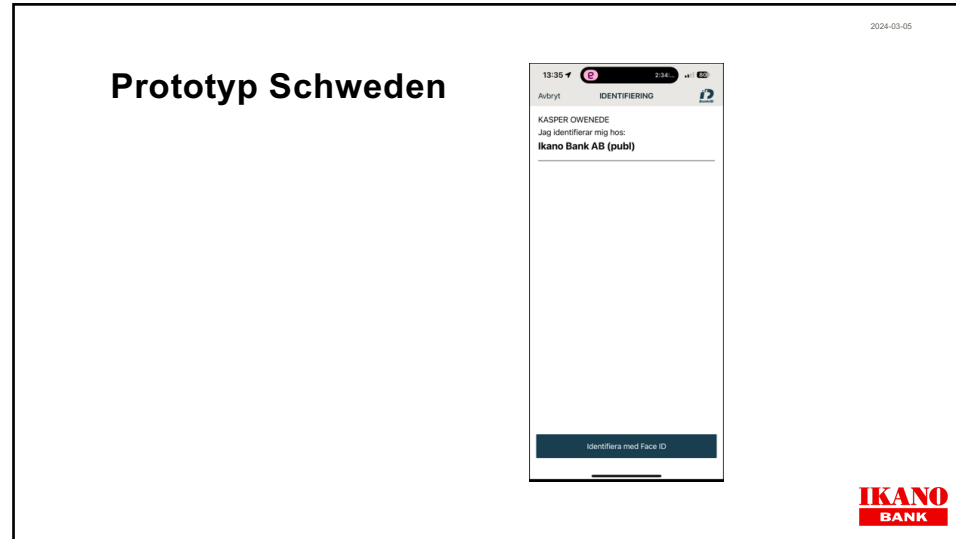 2024-03-05
Prototyp Schweden
13:35 2:34... 80
Avbryt IDENTIFIERING BankID
KASPER OWENEDE
Jag identifierar mig hos:
Ikano Bank AB (publ)
Identifiera med Face ID
IKANO
BANK